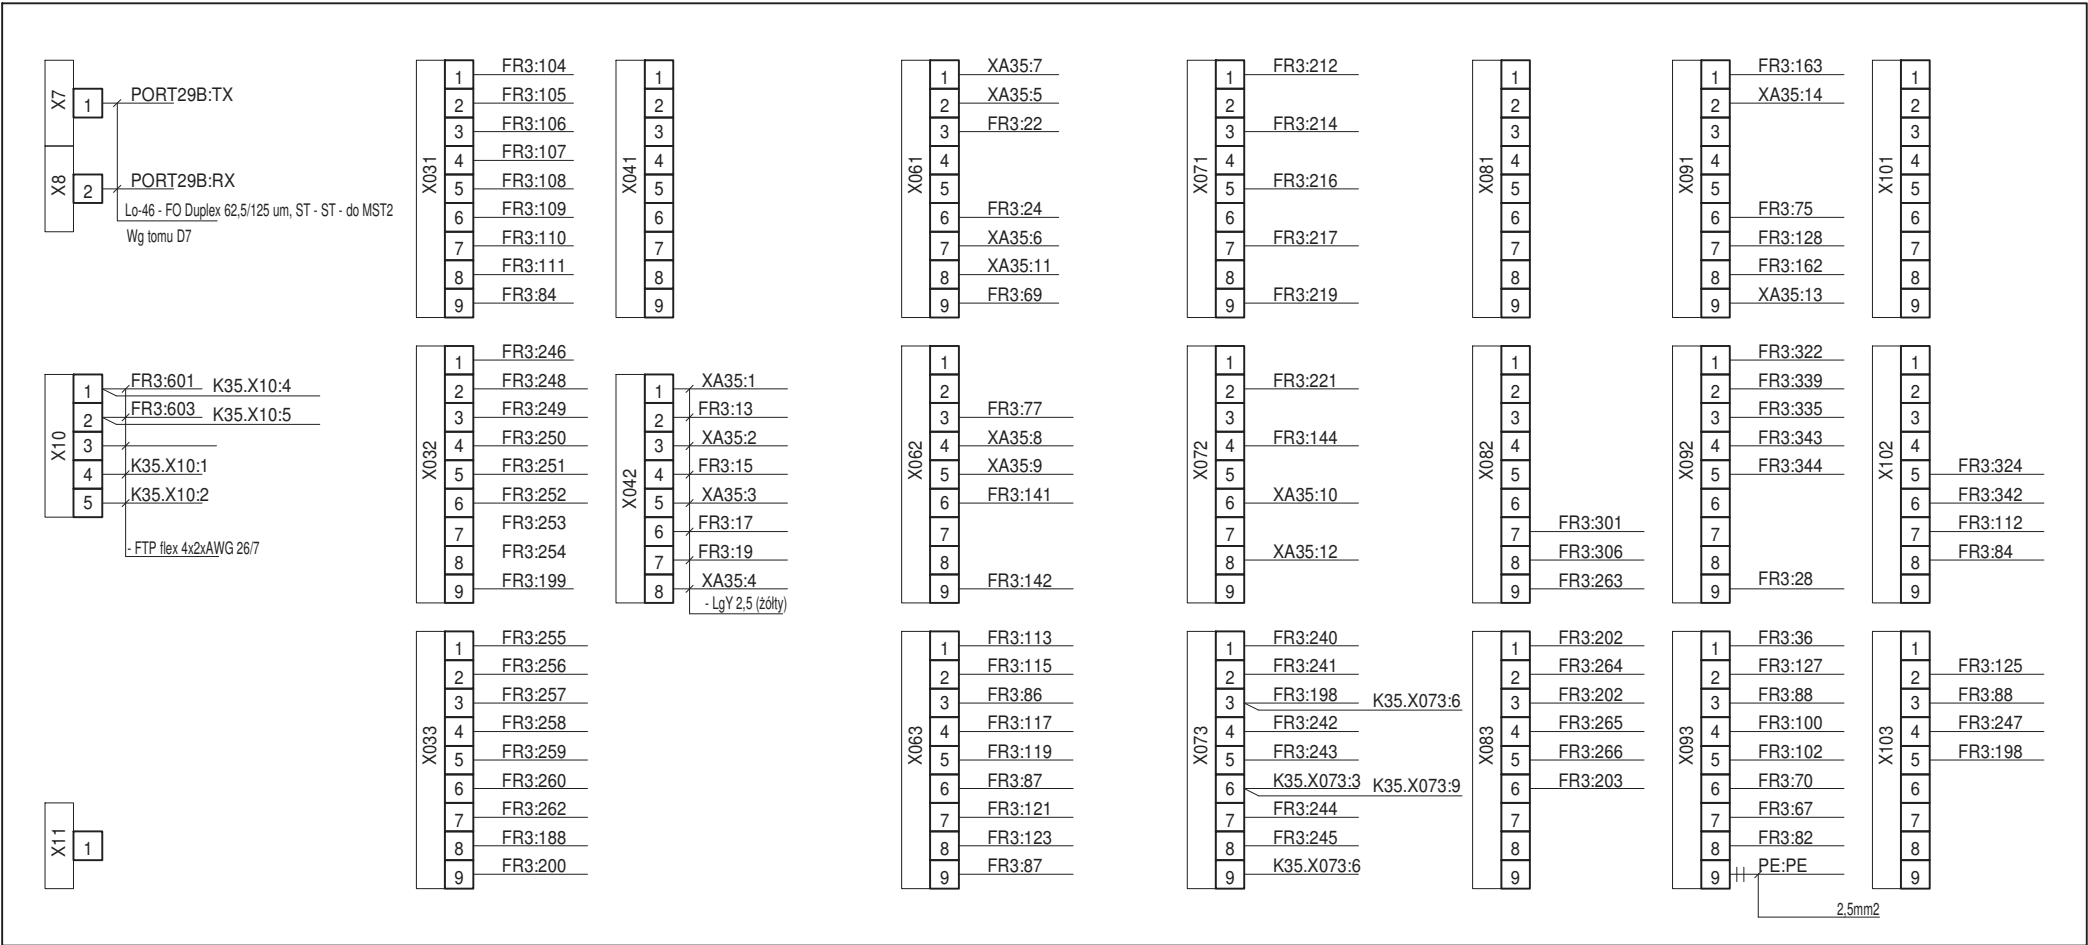 X7
1 PORT29B:TX
X8
2 PORT29B:RX
Lo-46 - FO Duplex 62,5/125 um, ST - ST - do MST2
Wg tomu D7
X10
1 FR3:601 K35.X10:4
2 FR3:603 K35.X10:5
3
4 K35.X10:1
5 K35.X10:2
- FTP flex 4x2xAWG 26/7
X11
1
X031
1 FR3:104
2 FR3:105
3 FR3:106
4 FR3:107
5 FR3:108
6 FR3:109
7 FR3:110
8 FR3:111
9 FR3:84
X032
1 FR3:246
2 FR3:248
3 FR3:249
4 FR3:250
5 FR3:251
6 FR3:252
7 FR3:253
8 FR3:254
9 FR3:199
X033
1 FR3:255
2 FR3:256
3 FR3:257
4 FR3:258
5 FR3:259
6 FR3:260
7 FR3:262
8 FR3:188
9 FR3:200
X041
1
2
3
4
5
6
7
8
9
X042
1 XA35:1
2 FR3:13
3 XA35:2
4 FR3:15
5 XA35:3
6 FR3:17
7 FR3:19
8 XA35:4
- LgY 2,5 (żółty)
X061
1 XA35:7
2 XA35:5
3 FR3:22
4
5
6 FR3:24
7 XA35:6
8 XA35:11
9 FR3:69
X062
1
2
3 FR3:77
4 XA35:8
5 XA35:9
6 FR3:141
7
8
9 FR3:142
X063
1 FR3:113
2 FR3:115
3 FR3:86
4 FR3:117
5 FR3:119
6 FR3:87
7 FR3:121
8 FR3:123
9 FR3:87
X071
1 FR3:212
2
3 FR3:214
4
5 FR3:216
6
7 FR3:217
8
9 FR3:219
X072
1
2 FR3:221
3
4 FR3:144
5
6 XA35:10
7
8 XA35:12
9
X073
1 FR3:240
2 FR3:241
3 FR3:198 K35.X073:6
4 FR3:242
5 FR3:243
6 K35.X073:3 K35.X073:9
7 FR3:244
8 FR3:245
9 K35.X073:6
X081
1
2
3
4
5
6
7
8
9
X082
1
2
3
4
5
6
7 FR3:301
8 FR3:306
9 FR3:263
X083
1 FR3:202
2 FR3:264
3 FR3:202
4 FR3:265
5 FR3:266
6 FR3:203
7
8
9
X091
1 FR3:163
2 XA35:14
3
4
5
6 FR3:75
7 FR3:128
8 FR3:162
9 XA35:13
X092
1 FR3:322
2 FR3:339
3 FR3:335
4 FR3:343
5 FR3:344
6
7
8
9 FR3:28
X093
1 FR3:36
2 FR3:127
3 FR3:88
4 FR3:100
5 FR3:102
6 FR3:70
7 FR3:67
8 FR3:82
9 PE:PE
2,5mm2
X101
1
2
3
4
5
6
7
8
9
X102
1
2
3
4
5 FR3:324
6 FR3:342
7 FR3:112
8 FR3:84
9
X103
1
2 FR3:125
3 FR3:88
4 FR3:247
5 FR3:198
6
7
8
9